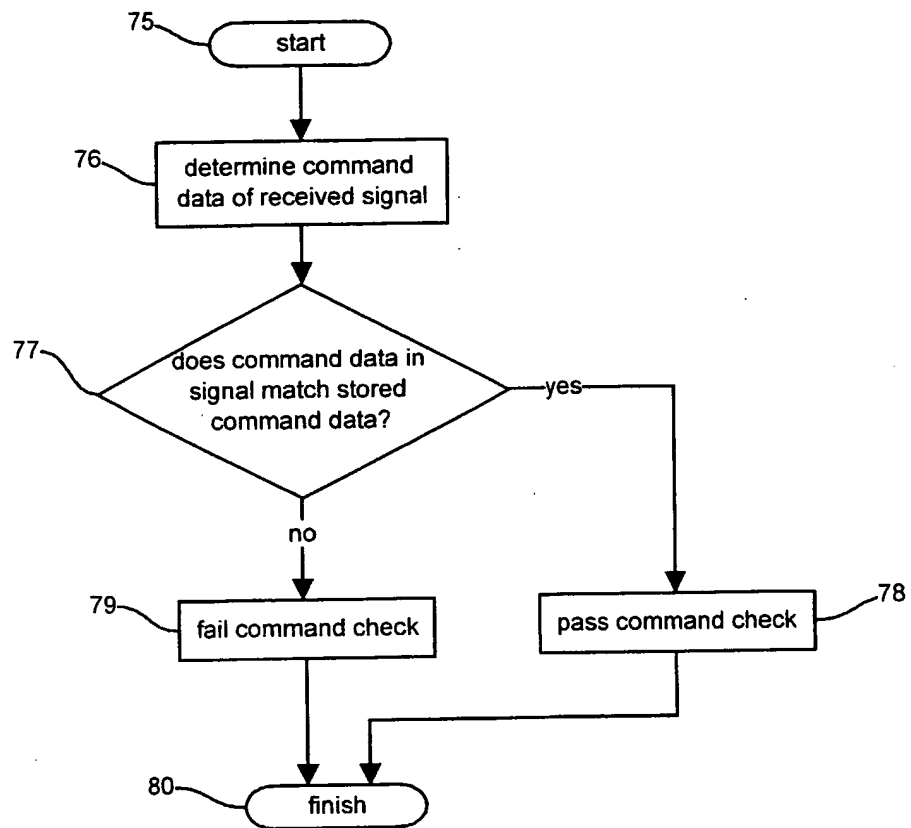 75
start
76
determine command
data of received signal
77
does command data in
signal match stored
command data?
yes
no
79
fail command check
pass command check
78
80
finish